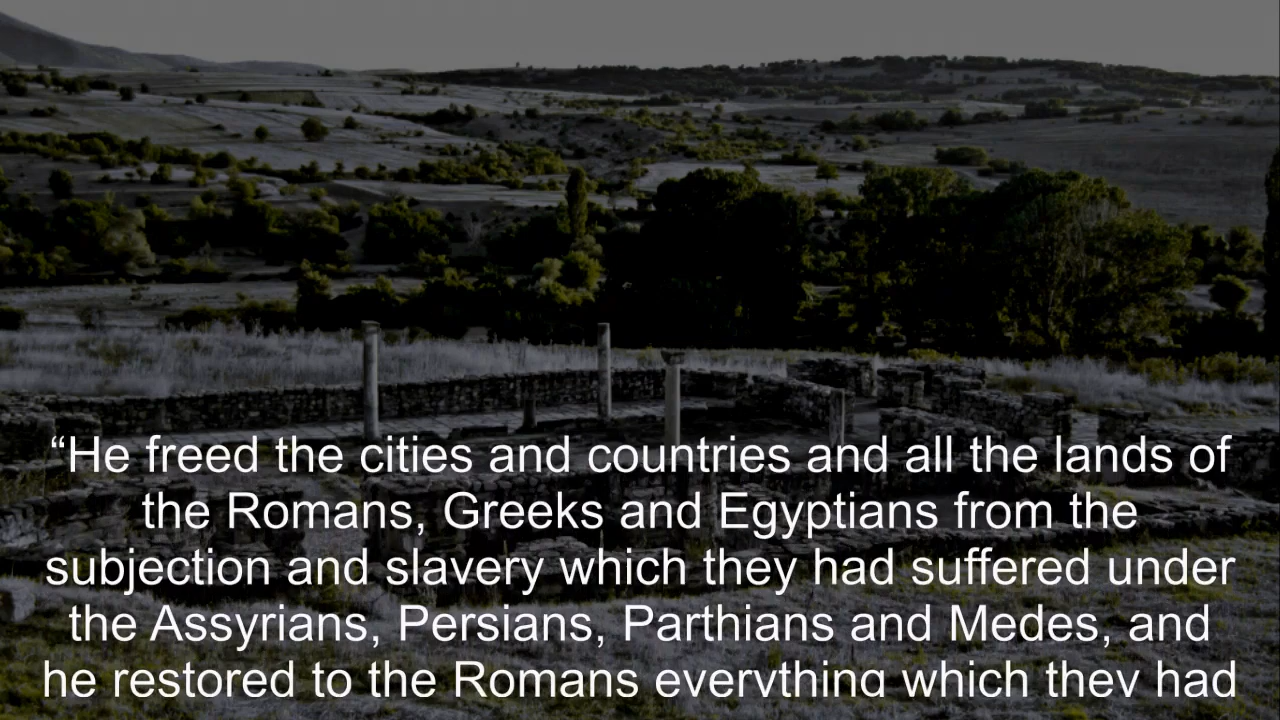 “He freed the cities and countries and all the lands of
the Romans, Greeks and Egyptians from the
subjection and slavery which they had suffered under
the Assyrians, Persians, Parthians and Medes, and
he restored to the Romans everything which they had